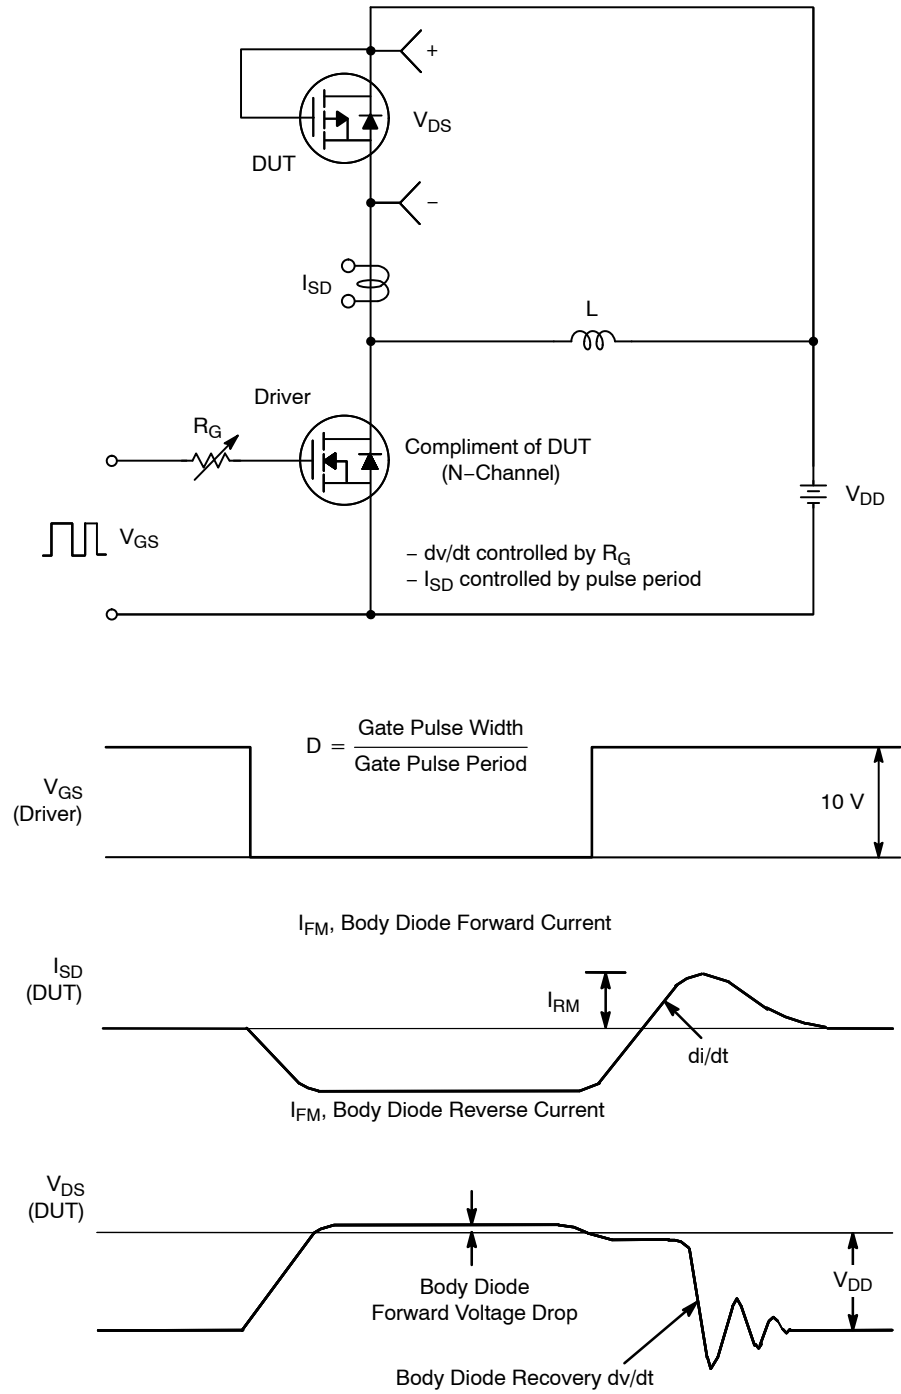 +
V_DS
DUT
−
I_SD
L
Driver
R_G
Compliment of DUT
(N−Channel)
V_DD
V_GS
− dv/dt controlled by R_G
− I_SD controlled by pulse period
D = Gate Pulse Width
Gate Pulse Period
V_GS
(Driver)
10 V
I_FM, Body Diode Forward Current
I_SD
(DUT)
I_RM
di/dt
I_FM, Body Diode Reverse Current
V_DS
(DUT)
V_DD
Body Diode
Forward Voltage Drop
Body Diode Recovery dv/dt